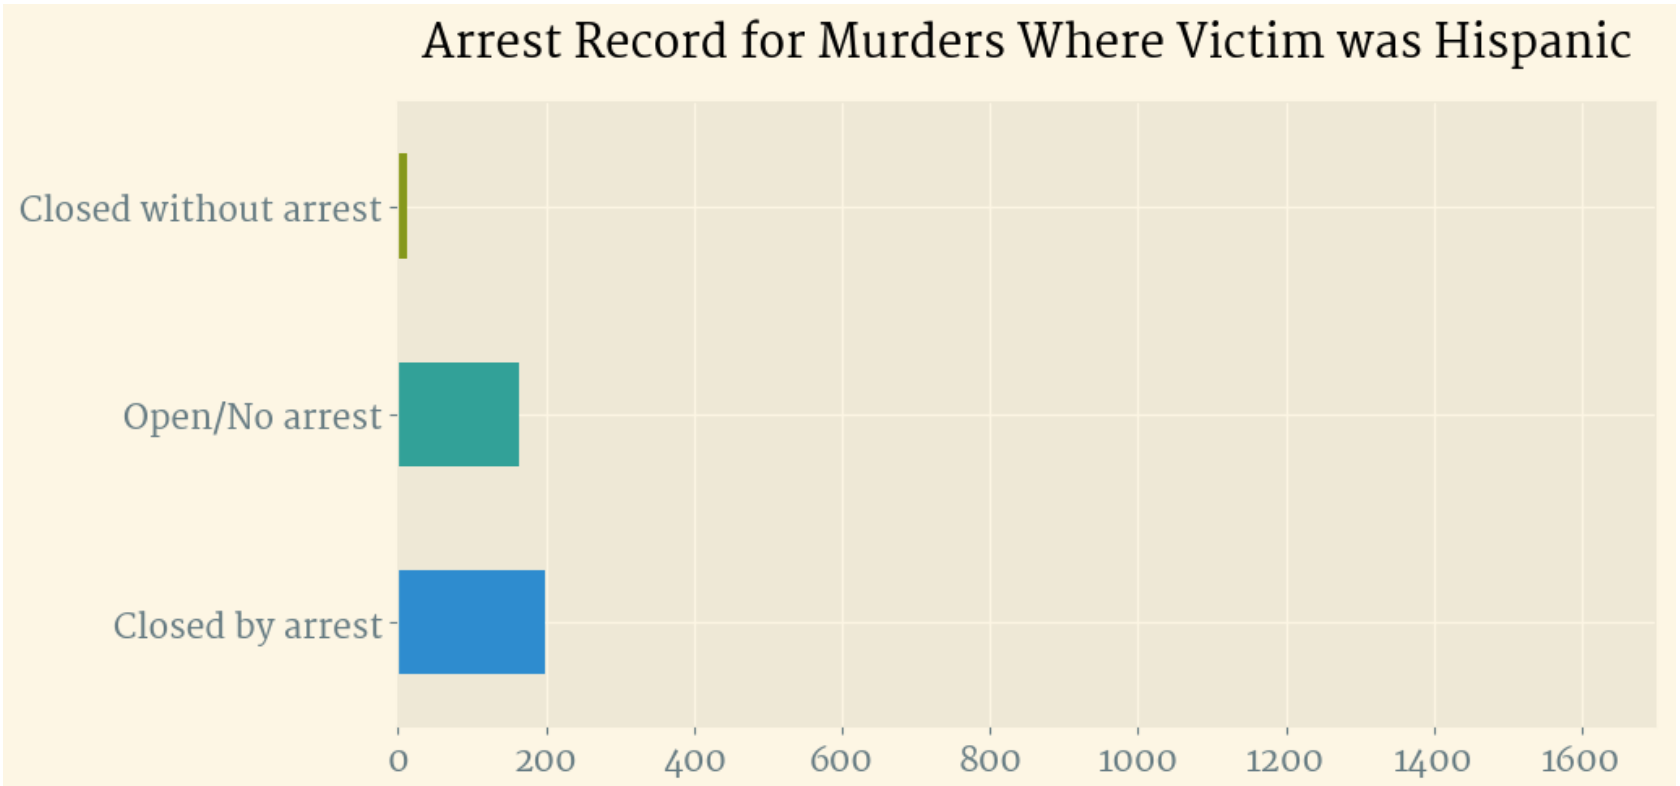 Arrest Record for Murders Where Victim was Hispanic
Closed without arrest
Open/No arrest
Closed by arrest
0 200 400 600 800 1000 1200 1400 1600